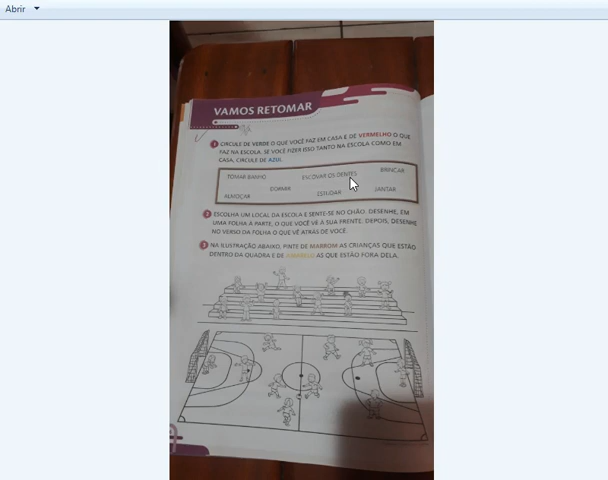 Abrir
VAMOS RETOMAR
1 CIRCULE DE VERDE O QUE VOCÊ FAZ EM CASA E DE VERMELHO O QUE
FAZ NA ESCOLA. SE VOCÊ FIZER ISSO TANTO NA ESCOLA COMO EM
CASA, CIRCULE DE AZUL.
TOMAR BANHO ESCOVAR OS DENTES BRINCAR
ALMOÇAR DORMIR ESTUDAR JANTAR
2 ESCOLHA UM LOCAL DA ESCOLA E SENTE-SE NO CHÃO. DESENHE, EM
UMA FOLHA À PARTE, O QUE VOCÊ VÊ À SUA FRENTE. DEPOIS, DESENHE
NO VERSO DA FOLHA O QUE VÊ ATRÁS DE VOCÊ.
3 NA ILUSTRAÇÃO ABAIXO, PINTE DE MARROM AS CRIANÇAS QUE ESTÃO
DENTRO DA QUADRA E DE AMARELO AS QUE ESTÃO FORA DELA.